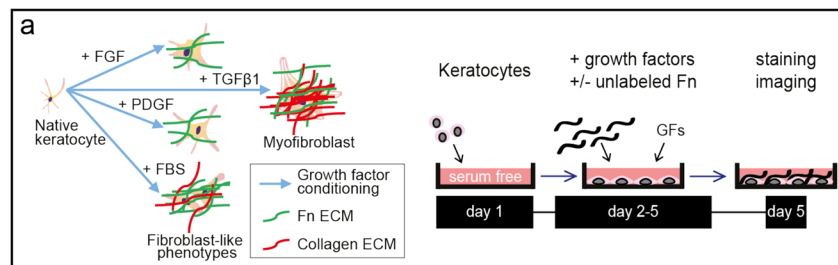 a
+ FGF
+ TGFβ1
Native
keratocyte
+ PDGF
Myofibroblast
+ FBS
Fibroblast-like
phenotypes
Growth factor
conditioning
Fn ECM
Collagen ECM
Keratocytes
+ growth factors
+/- unlabeled Fn
staining
imaging
GFs
serum free
day 1
day 2-5
day 5